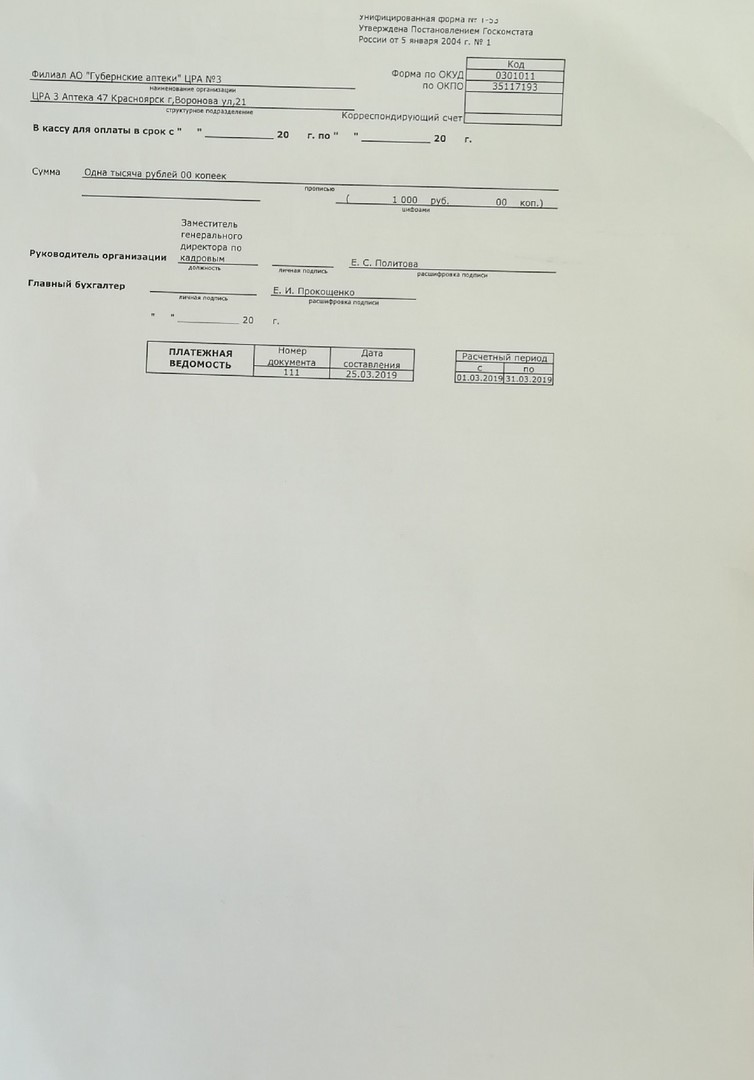 Унифицированная форма № Т-53
Утверждена Постановлением Госкомстата
России от 5 января 2004 г. № 1
Код
Форма по ОКУД 0301011
Филиал АО "Губернские аптеки" ЦРА №3
по ОКПО 35117193
наименование организации
ЦРА 3 Аптека 47 Красноярск г,Воронова ул,21
структурное подразделение
Корреспондирующий счет
В кассу для оплаты в срок с " " 20 г. по " " 20 г.
Сумма Одна тысяча рублей 00 копеек
прописью
( 1 000 руб. 00 коп.)
цифрами
Заместитель
генерального
директора по
Руководитель организации кадровым Е. С. Политова
должность личная подпись расшифровка подписи
Главный бухгалтер Е. И. Прокощенко
личная подпись расшифровка подписи
" " 20 г.
ПЛАТЕЖНАЯ Номер Дата Расчетный период
ВЕДОМОСТЬ документа составления с по
111 25.03.2019 01.03.2019 31.03.2019